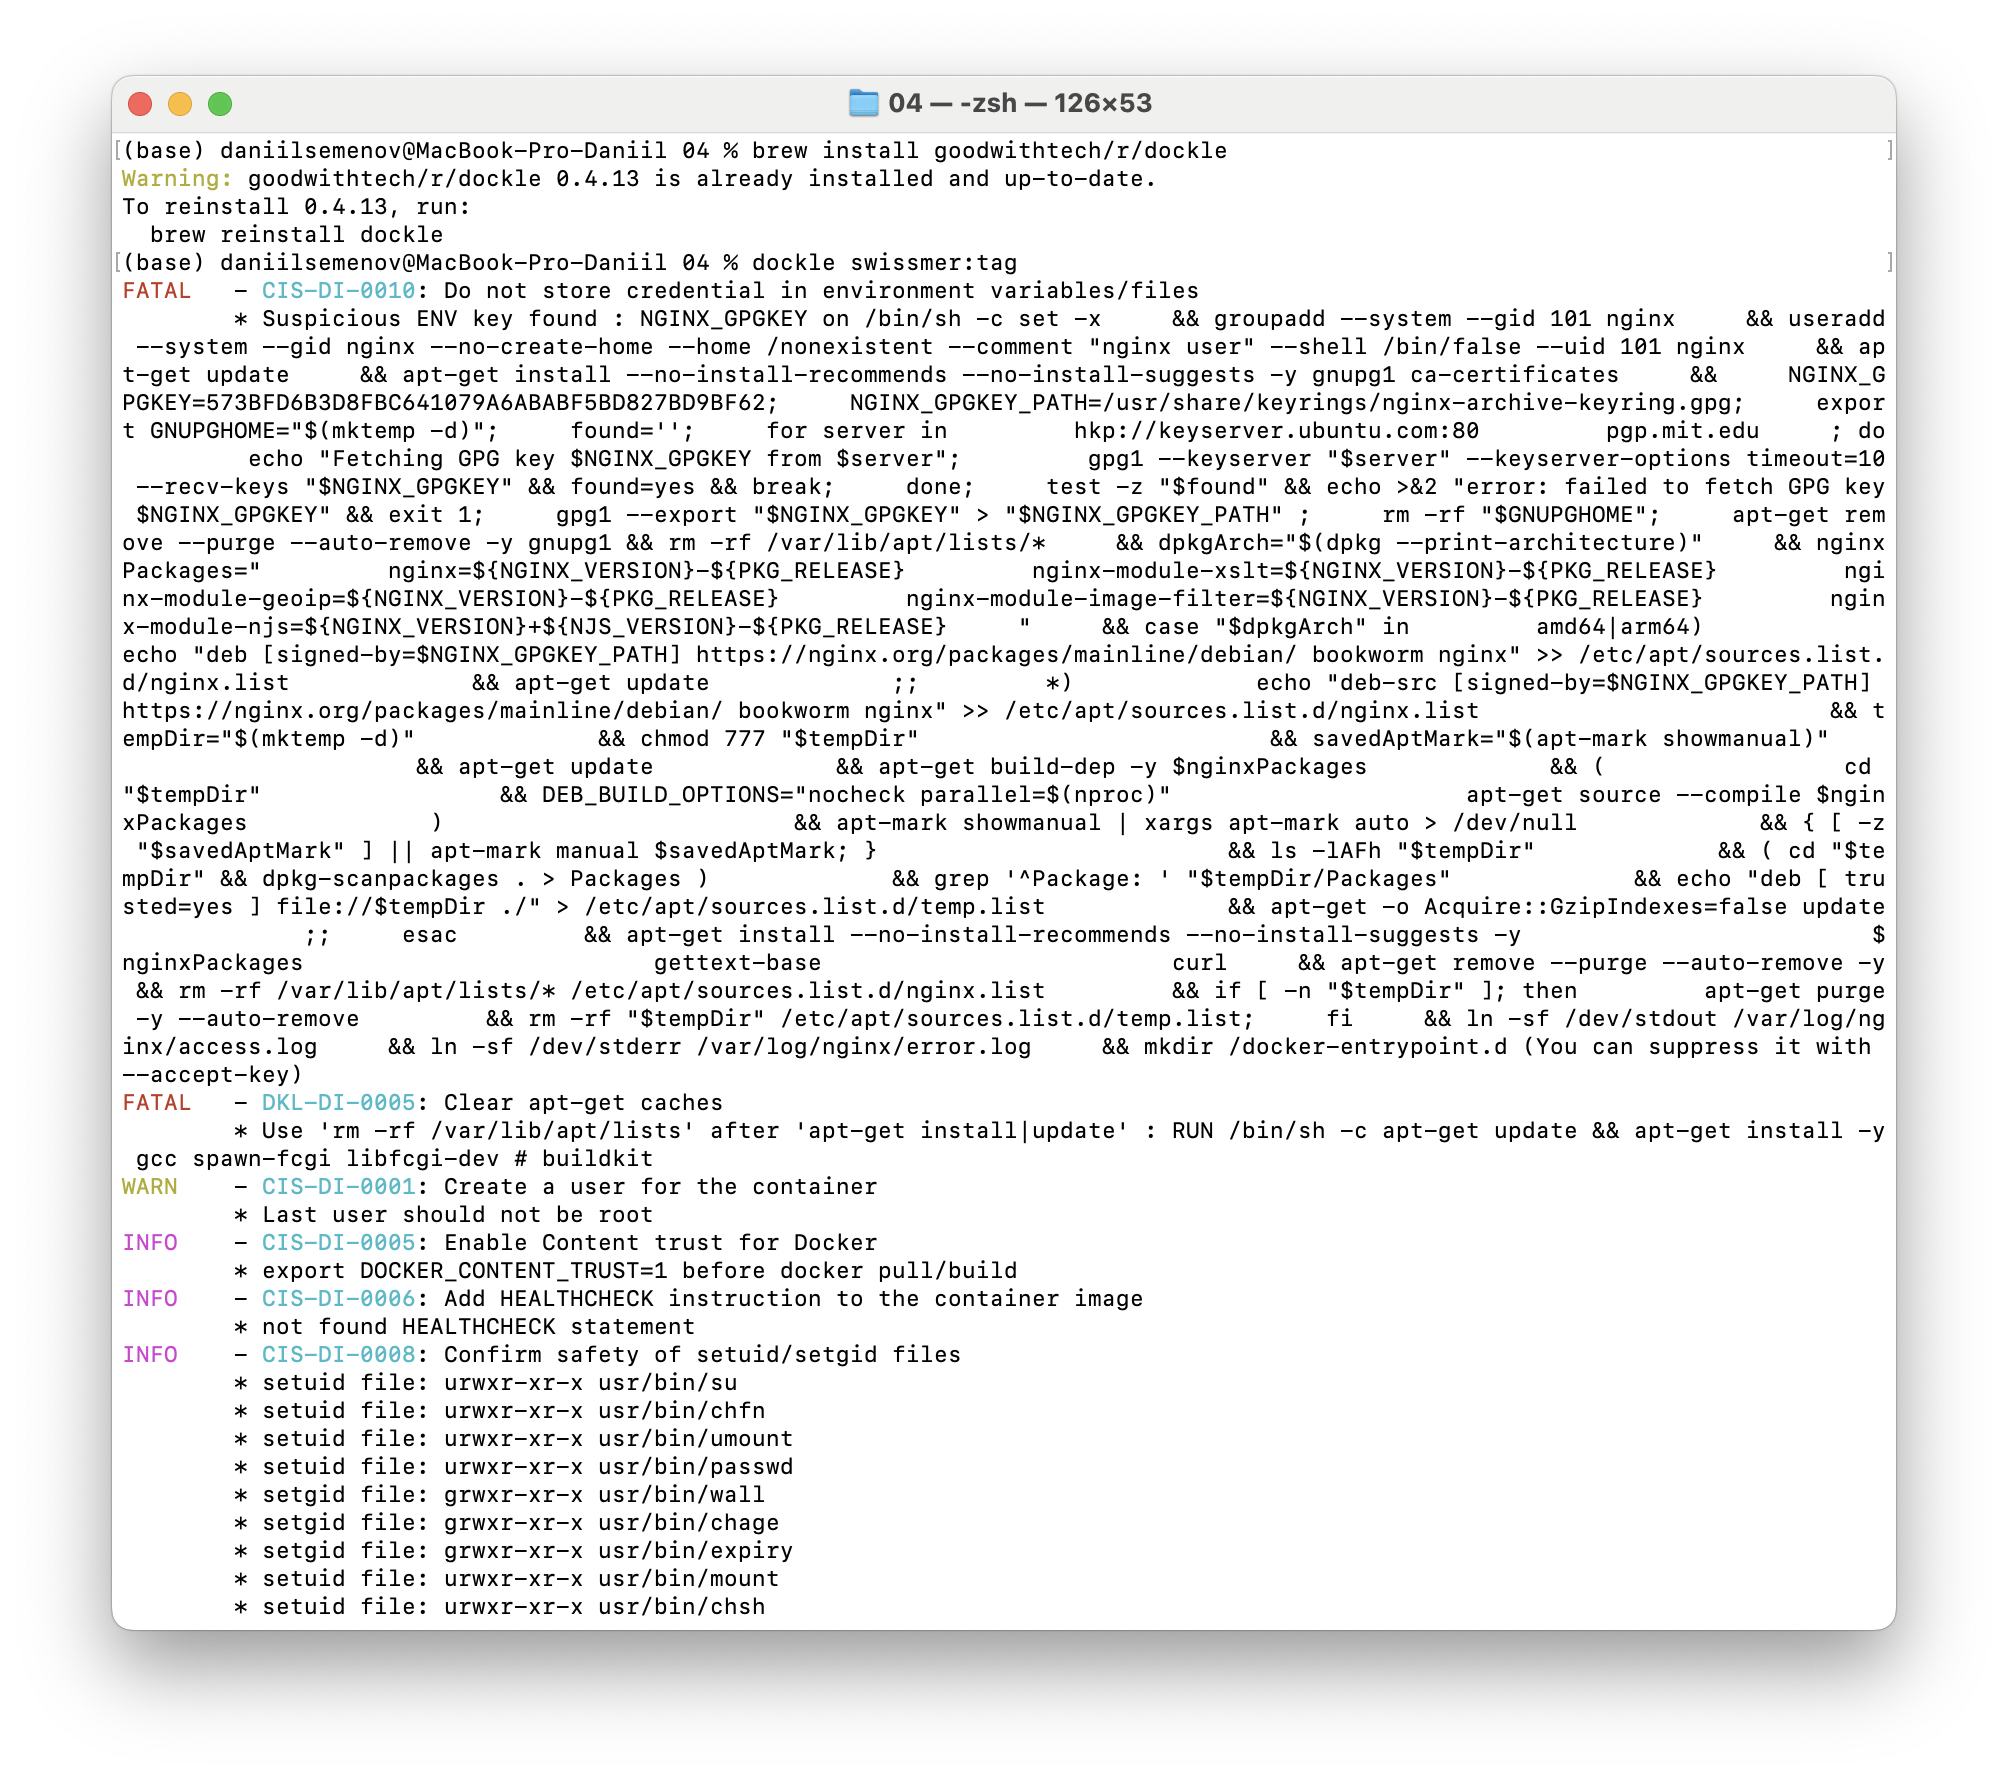 04 — -zsh — 126×53
(base) daniilsemenov@MacBook-Pro-Daniil 04 % brew install goodwithtech/r/dockle
Warning: goodwithtech/r/dockle 0.4.13 is already installed and up-to-date.
To reinstall 0.4.13, run:
  brew reinstall dockle
(base) daniilsemenov@MacBook-Pro-Daniil 04 % dockle swissmer:tag
FATAL   - CIS-DI-0010: Do not store credential in environment variables/files
        * Suspicious ENV key found : NGINX_GPGKEY on /bin/sh -c set -x     && groupadd --system --gid 101 nginx     && useradd
 --system --gid nginx --no-create-home --home /nonexistent --comment "nginx user" --shell /bin/false --uid 101 nginx     && ap
t-get update     && apt-get install --no-install-recommends --no-install-suggests -y gnupg1 ca-certificates     &&     NGINX_G
PGKEY=573BFD6B3D8FBC641079A6ABABF5BD827BD9BF62;     NGINX_GPGKEY_PATH=/usr/share/keyrings/nginx-archive-keyring.gpg;     expor
t GNUPGHOME="$(mktemp -d)";     found='';     for server in         hkp://keyserver.ubuntu.com:80         pgp.mit.edu     ; do
         echo "Fetching GPG key $NGINX_GPGKEY from $server";         gpg1 --keyserver "$server" --keyserver-options timeout=10
 --recv-keys "$NGINX_GPGKEY" && found=yes && break;     done;     test -z "$found" && echo >&2 "error: failed to fetch GPG key
 $NGINX_GPGKEY" && exit 1;     gpg1 --export "$NGINX_GPGKEY" > "$NGINX_GPGKEY_PATH" ;     rm -rf "$GNUPGHOME";     apt-get rem
ove --purge --auto-remove -y gnupg1 && rm -rf /var/lib/apt/lists/*     && dpkgArch="$(dpkg --print-architecture)"     && nginx
Packages="         nginx=${NGINX_VERSION}-${PKG_RELEASE}         nginx-module-xslt=${NGINX_VERSION}-${PKG_RELEASE}         ngi
nx-module-geoip=${NGINX_VERSION}-${PKG_RELEASE}         nginx-module-image-filter=${NGINX_VERSION}-${PKG_RELEASE}         ngin
x-module-njs=${NGINX_VERSION}+${NJS_VERSION}-${PKG_RELEASE}     "     && case "$dpkgArch" in         amd64|arm64)
echo "deb [signed-by=$NGINX_GPGKEY_PATH] https://nginx.org/packages/mainline/debian/ bookworm nginx" >> /etc/apt/sources.list.
d/nginx.list             && apt-get update             ;;         *)             echo "deb-src [signed-by=$NGINX_GPGKEY_PATH]
https://nginx.org/packages/mainline/debian/ bookworm nginx" >> /etc/apt/sources.list.d/nginx.list                         && t
empDir="$(mktemp -d)"             && chmod 777 "$tempDir"                         && savedAptMark="$(apt-mark showmanual)"
                     && apt-get update             && apt-get build-dep -y $nginxPackages             && (                 cd
"$tempDir"                 && DEB_BUILD_OPTIONS="nocheck parallel=$(nproc)"                     apt-get source --compile $ngin
xPackages             )                         && apt-mark showmanual | xargs apt-mark auto > /dev/null             && { [ -z
 "$savedAptMark" ] || apt-mark manual $savedAptMark; }                         && ls -lAFh "$tempDir"             && ( cd "$te
mpDir" && dpkg-scanpackages . > Packages )             && grep '^Package: ' "$tempDir/Packages"             && echo "deb [ tru
sted=yes ] file://$tempDir ./" > /etc/apt/sources.list.d/temp.list             && apt-get -o Acquire::GzipIndexes=false update
             ;;     esac         && apt-get install --no-install-recommends --no-install-suggests -y                         $
nginxPackages                         gettext-base                         curl     && apt-get remove --purge --auto-remove -y
 && rm -rf /var/lib/apt/lists/* /etc/apt/sources.list.d/nginx.list         && if [ -n "$tempDir" ]; then         apt-get purge
 -y --auto-remove         && rm -rf "$tempDir" /etc/apt/sources.list.d/temp.list;     fi     && ln -sf /dev/stdout /var/log/ng
inx/access.log     && ln -sf /dev/stderr /var/log/nginx/error.log     && mkdir /docker-entrypoint.d (You can suppress it with
--accept-key)
FATAL   - DKL-DI-0005: Clear apt-get caches
        * Use 'rm -rf /var/lib/apt/lists' after 'apt-get install|update' : RUN /bin/sh -c apt-get update && apt-get install -y
 gcc spawn-fcgi libfcgi-dev # buildkit
WARN    - CIS-DI-0001: Create a user for the container
        * Last user should not be root
INFO    - CIS-DI-0005: Enable Content trust for Docker
        * export DOCKER_CONTENT_TRUST=1 before docker pull/build
INFO    - CIS-DI-0006: Add HEALTHCHECK instruction to the container image
        * not found HEALTHCHECK statement
INFO    - CIS-DI-0008: Confirm safety of setuid/setgid files
        * setuid file: urwxr-xr-x usr/bin/su
        * setuid file: urwxr-xr-x usr/bin/chfn
        * setuid file: urwxr-xr-x usr/bin/umount
        * setuid file: urwxr-xr-x usr/bin/passwd
        * setgid file: grwxr-xr-x usr/bin/wall
        * setgid file: grwxr-xr-x usr/bin/chage
        * setgid file: grwxr-xr-x usr/bin/expiry
        * setuid file: urwxr-xr-x usr/bin/mount
        * setuid file: urwxr-xr-x usr/bin/chsh